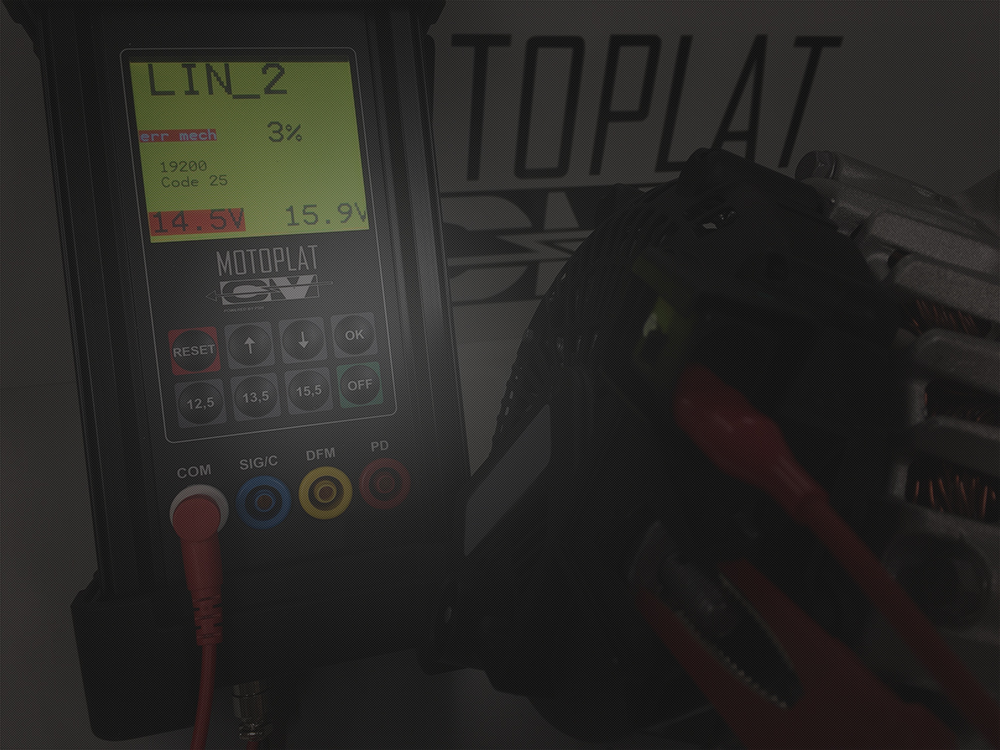 LIN_2
err mech 3%
19200
Code 25
14.5V 15.9V
MOTOPLAT
CV
RESET ↑ ↓ OK
12,5 13,5 15,5 OFF
COM SIG/C DFM PD
TOPLAT